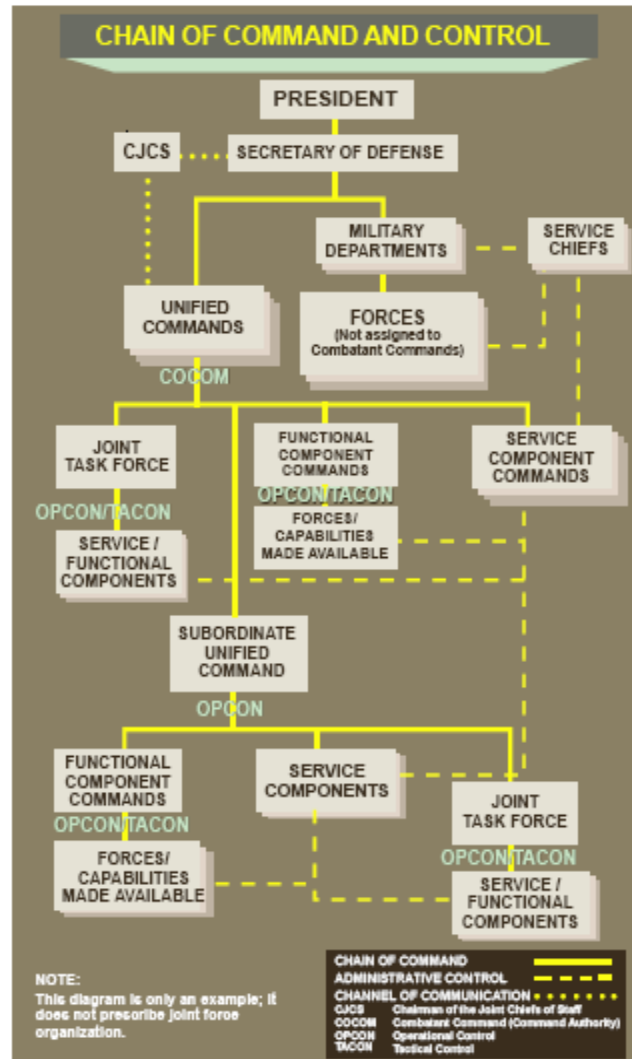 CHAIN OF COMMAND AND CONTROL
PRESIDENT
CJCS
SECRETARY OF DEFENSE
MILITARY
DEPARTMENTS
SERVICE
CHIEFS
UNIFIED
COMMANDS
FORCES
(Not assigned to
Combatant Commands)
COCOM
JOINT
TASK FORCE
FUNCTIONAL
COMPONENT
COMMANDS
SERVICE
COMPONENT
COMMANDS
OPCON/TACON
OPCON/TACON
SERVICE /
FUNCTIONAL
COMPONENTS
FORCES/
CAPABILITIES
MADE AVAILABLE
SUBORDINATE
UNIFIED
COMMAND
OPCON
FUNCTIONAL
COMPONENT
COMMANDS
SERVICE
COMPONENTS
JOINT
TASK FORCE
OPCON/TACON
OPCON/TACON
FORCES/
CAPABILITIES
MADE AVAILABLE
SERVICE /
FUNCTIONAL
COMPONENTS
NOTE:
This diagram is only an example; it
does not prescribe joint force
organization.
CHAIN OF COMMAND
ADMINISTRATIVE CONTROL
CHANNEL OF COMMUNICATION
CJCS Chairman of the Joint Chiefs of Staff
COCOM Combatant Command (Command Authority)
OPCON Operational Control
TACON Tactical Control